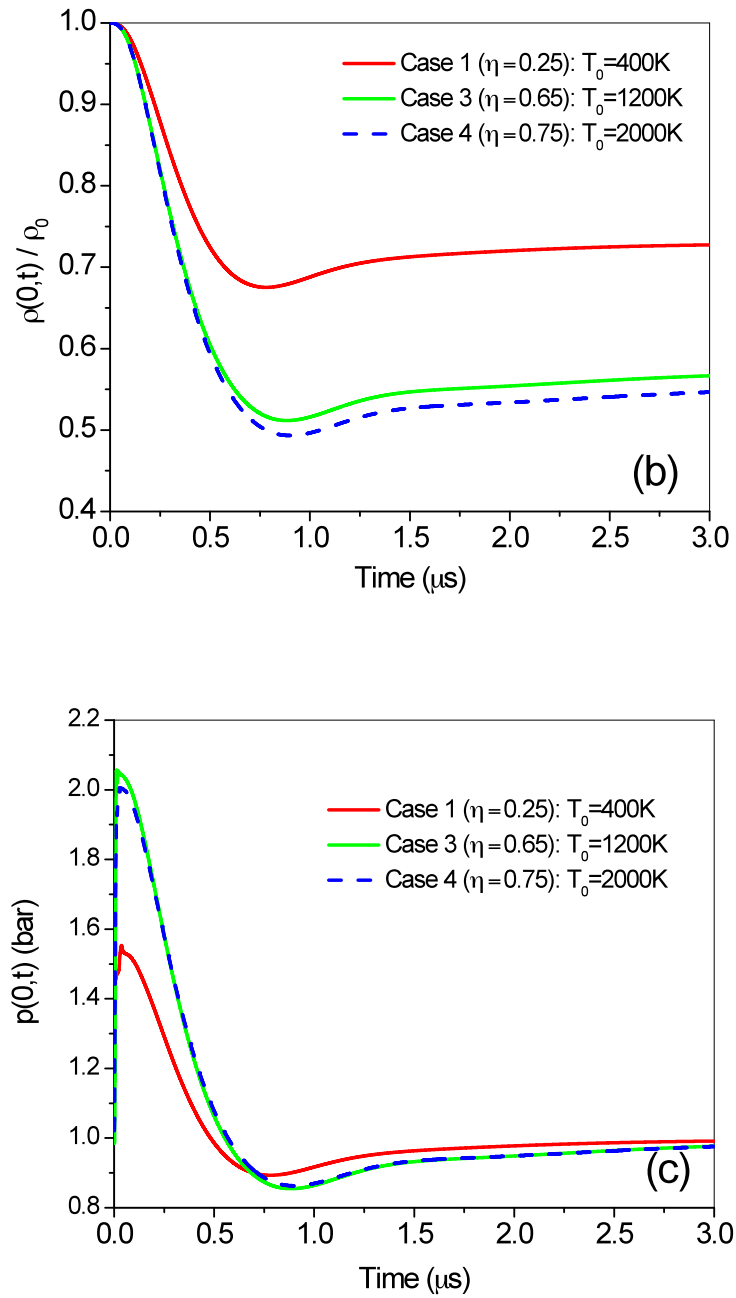 1.0
0.9
0.8
0.7
0.6
0.5
0.4
ρ(0,t) / ρ₀
Case 1 (η=0.25): T₀=400K
Case 3 (η=0.65): T₀=1200K
Case 4 (η=0.75): T₀=2000K
(b)
0.0 0.5 1.0 1.5 2.0 2.5 3.0
Time (μs)
2.2
2.0
1.8
1.6
1.4
1.2
1.0
0.8
p(0,t) (bar)
Case 1 (η=0.25): T₀=400K
Case 3 (η=0.65): T₀=1200K
Case 4 (η=0.75): T₀=2000K
(c)
0.0 0.5 1.0 1.5 2.0 2.5 3.0
Time (μs)